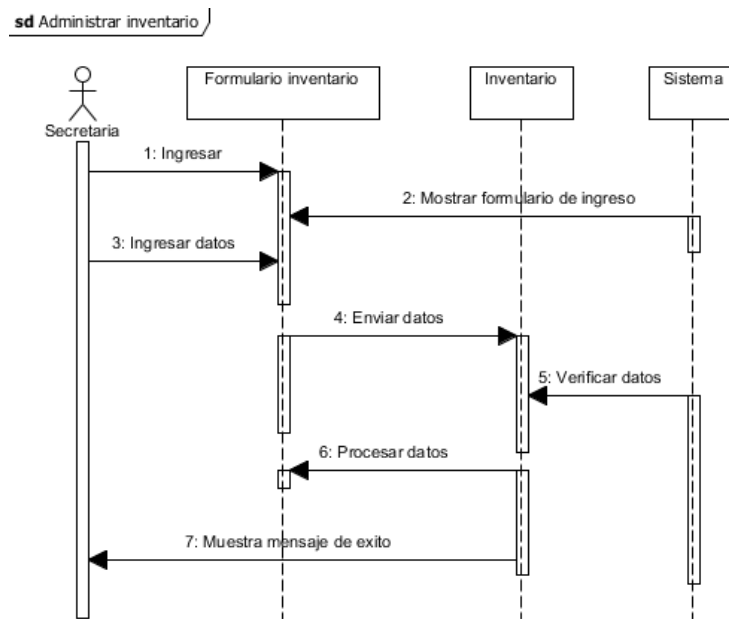 sd Administrar inventario
Formulario inventario
Inventario
Sistema
Secretaria
1: Ingresar
2: Mostrar formulario de ingreso
3: Ingresar datos
4: Enviar datos
5: Verificar datos
6: Procesar datos
7: Muestra mensaje de exito